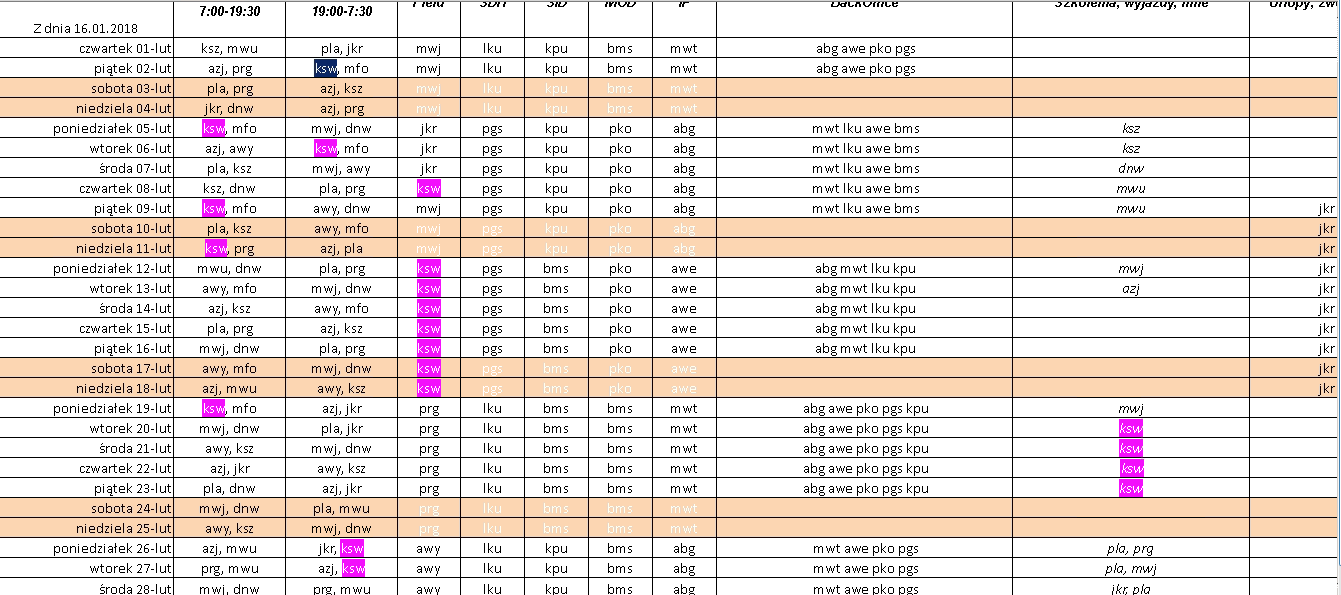 7:00-19:30 19:00-7:30 Field SDH SID MOD IP BackOffice Szkolenia, wyjazdy, inne Urlopy, zw
Z dnia 16.01.2018
czwartek 01-lut ksz, mwu pla, jkr mwj lku kpu bms mwt abg awe pko pgs
piątek 02-lut azj, prg ksw, mfo mwj lku kpu bms mwt abg awe pko pgs
sobota 03-lut pla, prg azj, ksz mwj lku kpu bms mwt
niedziela 04-lut jkr, dnw azj, prg mwj lku kpu bms mwt
poniedziałek 05-lut ksw, mfo mwj, dnw jkr pgs kpu pko abg mwt lku awe bms ksz
wtorek 06-lut azj, awy ksw, mfo jkr pgs kpu pko abg mwt lku awe bms ksz
środa 07-lut pla, ksz mwj, awy jkr pgs kpu pko abg mwt lku awe bms dnw
czwartek 08-lut ksz, dnw pla, prg ksw pgs kpu pko abg mwt lku awe bms mwu
piątek 09-lut ksw, mfo awy, dnw mwj pgs kpu pko abg mwt lku awe bms mwu jkr
sobota 10-lut pla, ksz awy, mfo mwj pgs kpu pko abg jkr
niedziela 11-lut ksw, prg azj, pla mwj pgs kpu pko abg jkr
poniedziałek 12-lut mwu, dnw pla, prg ksw pgs bms pko awe abg mwt lku kpu mwj jkr
wtorek 13-lut awy, mfo mwj, dnw ksw pgs bms pko awe abg mwt lku kpu azj jkr
środa 14-lut azj, ksz awy, mfo ksw pgs bms pko awe abg mwt lku kpu jkr
czwartek 15-lut pla, prg azj, ksz ksw pgs bms pko awe abg mwt lku kpu jkr
piątek 16-lut mwj, dnw pla, prg ksw pgs bms pko awe abg mwt lku kpu jkr
sobota 17-lut awy, mfo mwj, dnw ksw pgs bms pko awe jkr
niedziela 18-lut azj, mwu awy, ksz ksw pgs bms pko awe jkr
poniedziałek 19-lut ksw, mfo azj, jkr prg lku bms bms mwt abg awe pko pgs kpu mwj
wtorek 20-lut mwj, dnw pla, jkr prg lku bms bms mwt abg awe pko pgs kpu ksw
środa 21-lut awy, ksz mwj, dnw prg lku bms bms mwt abg awe pko pgs kpu ksw
czwartek 22-lut azj, jkr awy, ksz prg lku bms bms mwt abg awe pko pgs kpu ksw
piątek 23-lut pla, dnw azj, jkr prg lku bms bms mwt abg awe pko pgs kpu ksw
sobota 24-lut mwj, dnw pla, mwu prg lku bms bms mwt
niedziela 25-lut awy, ksz mwj, dnw prg lku bms bms mwt
poniedziałek 26-lut azj, mwu jkr, ksw awy lku kpu bms abg mwt awe pko pgs pla, prg
wtorek 27-lut prg, mwu azj, ksw awy lku kpu bms abg mwt awe pko pgs pla, mwj
środa 28-lut mwj, dnw prg, mwu awy lku kpu bms abg mwt awe pko pgs jkr, pla